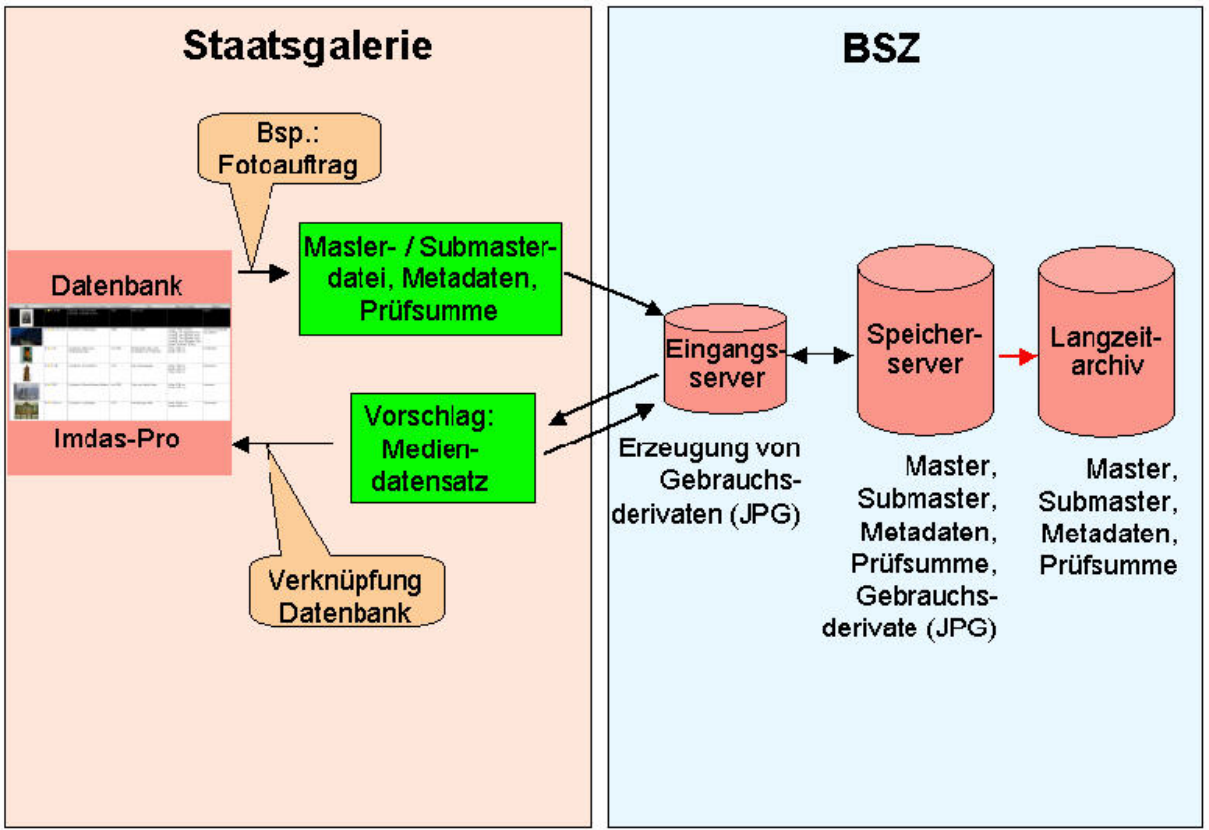 Staatsgalerie
Bsp.:
Fotoauftrag
Master- / Submaster-
datei, Metadaten,
Prüfsumme
Datenbank
Imdas-Pro
Vorschlag:
Medien-
datensatz
Verknüpfung
Datenbank
BSZ
Eingangs-
server
Erzeugung von
Gebrauchs-
derivaten (JPG)
Speicher-
server
Master,
Submaster,
Metadaten,
Prüfsumme,
Gebrauchs-
derivate (JPG)
Langzeit-
archiv
Master,
Submaster,
Metadaten,
Prüfsumme